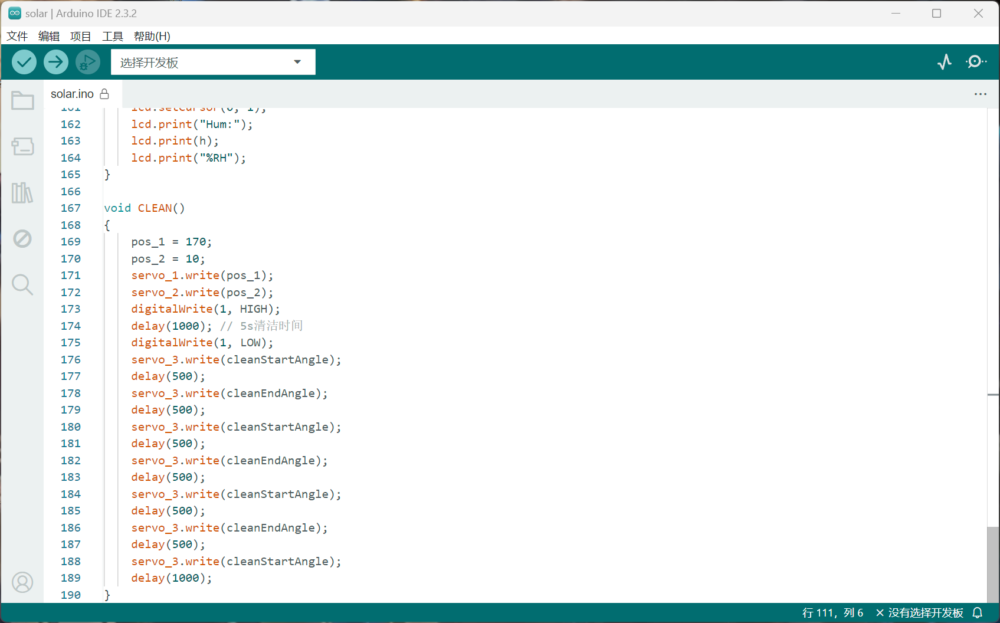 solar | Arduino IDE 2.3.2
文件 编辑 项目 工具 帮助(H)
选择开发板
solar.ino
161 lcd.setCursor(0, 1);
162 lcd.print("Hum:");
163 lcd.print(h);
164 lcd.print("%RH");
165 }
166
167 void CLEAN()
168 {
169 pos_1 = 170;
170 pos_2 = 10;
171 servo_1.write(pos_1);
172 servo_2.write(pos_2);
173 digitalWrite(1, HIGH);
174 delay(1000); // 5s清洁时间
175 digitalWrite(1, LOW);
176 servo_3.write(cleanStartAngle);
177 delay(500);
178 servo_3.write(cleanEndAngle);
179 delay(500);
180 servo_3.write(cleanStartAngle);
181 delay(500);
182 servo_3.write(cleanEndAngle);
183 delay(500);
184 servo_3.write(cleanStartAngle);
185 delay(500);
186 servo_3.write(cleanEndAngle);
187 delay(500);
188 servo_3.write(cleanStartAngle);
189 delay(1000);
190 }
行 111，列 6 × 没有选择开发板